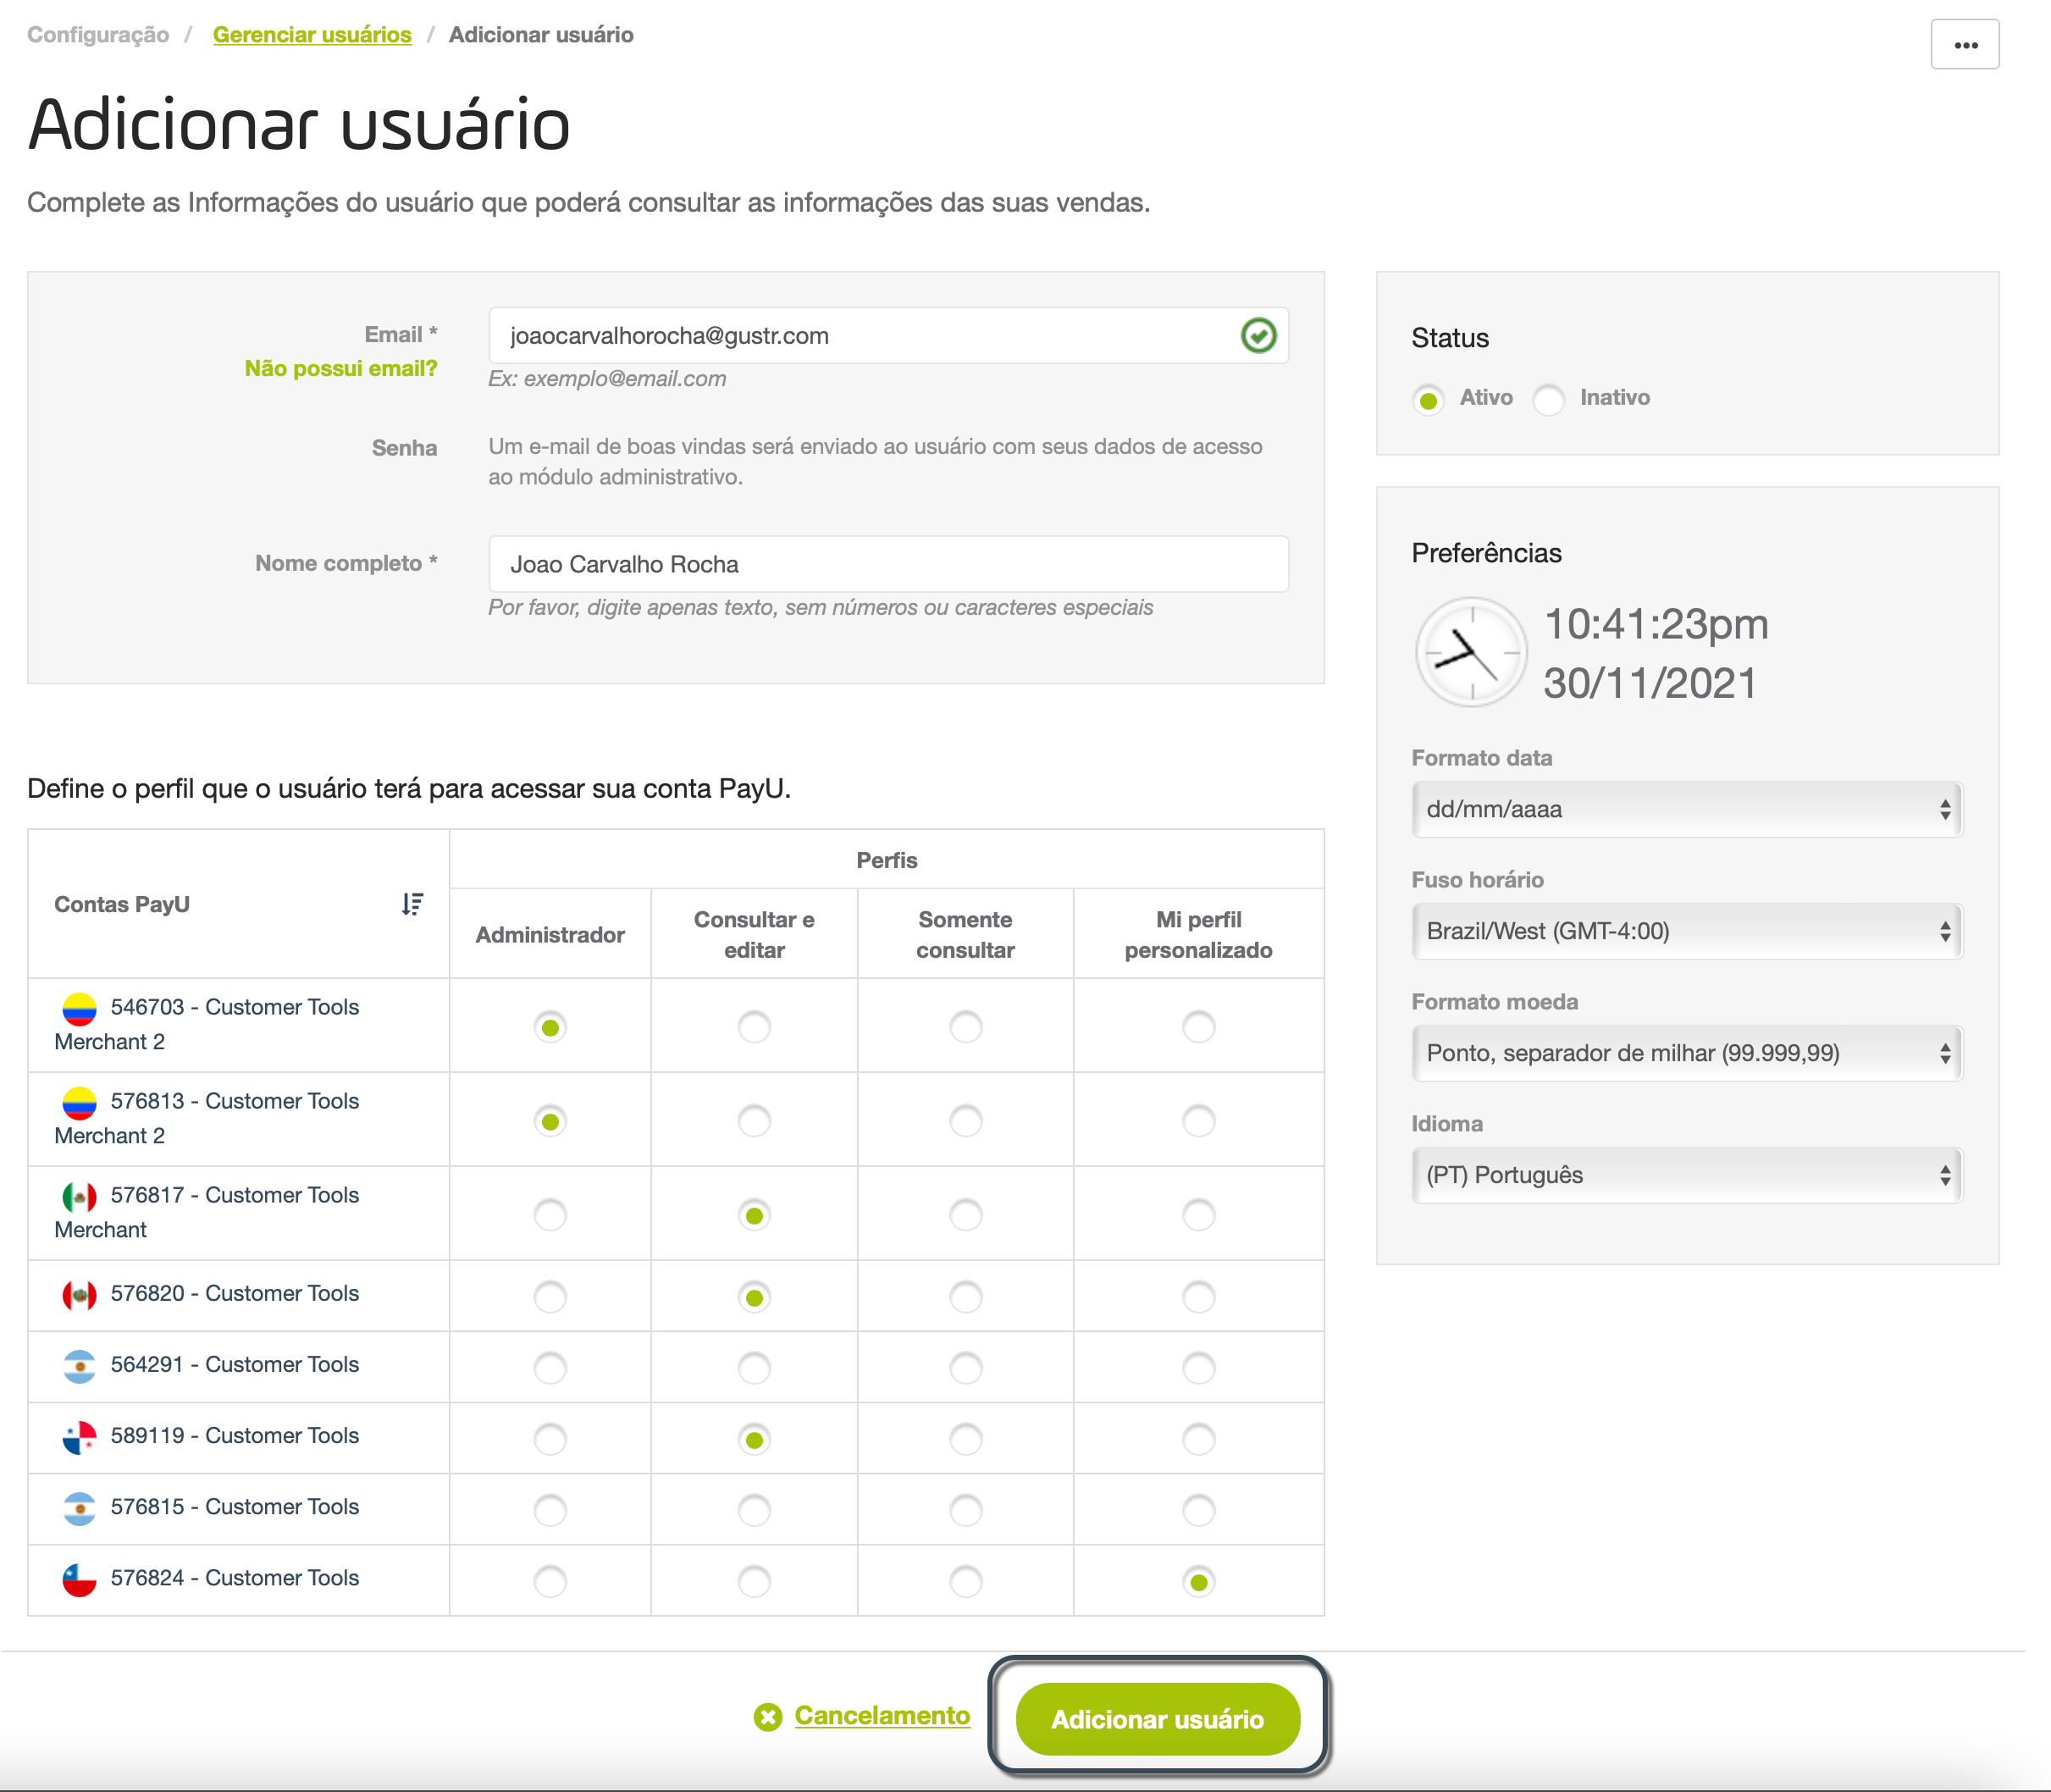 Configuração / Gerenciar usuários / Adicionar usuário
Adicionar usuário
Complete as Informações do usuário que poderá consultar as informações das suas vendas.
Email *
Não possui email?
joaocarvalhorocha@gustr.com
Ex: exemplo@email.com
Senha
Um e-mail de boas vindas será enviado ao usuário com seus dados de acesso
ao módulo administrativo.
Nome completo *
Joao Carvalho Rocha
Por favor, digite apenas texto, sem números ou caracteres especiais
Status
Ativo
Inativo
Preferências
10:41:23pm
30/11/2021
Formato data
dd/mm/aaaa
Fuso horário
Brazil/West (GMT-4:00)
Formato moeda
Ponto, separador de milhar (99.999,99)
Idioma
(PT) Português
Define o perfil que o usuário terá para acessar sua conta PayU.
Contas PayU
Perfis
Administrador
Consultar e
editar
Somente
consultar
Mi perfil
personalizado
546703 - Customer Tools
Merchant 2
576813 - Customer Tools
Merchant 2
576817 - Customer Tools
Merchant
576820 - Customer Tools
564291 - Customer Tools
589119 - Customer Tools
576815 - Customer Tools
576824 - Customer Tools
Cancelamento
Adicionar usuário